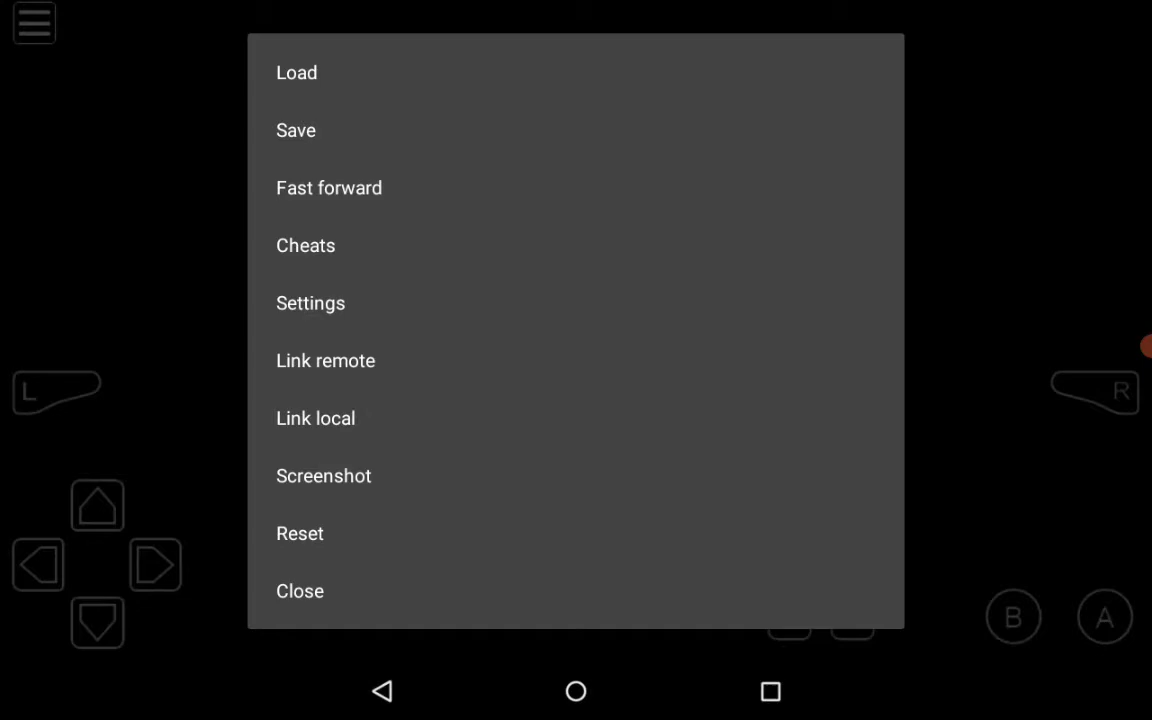 Load
Save
Fast forward
Cheats
Settings
Link remote
L
R
Link local
Screenshot
Reset
Close
B
A